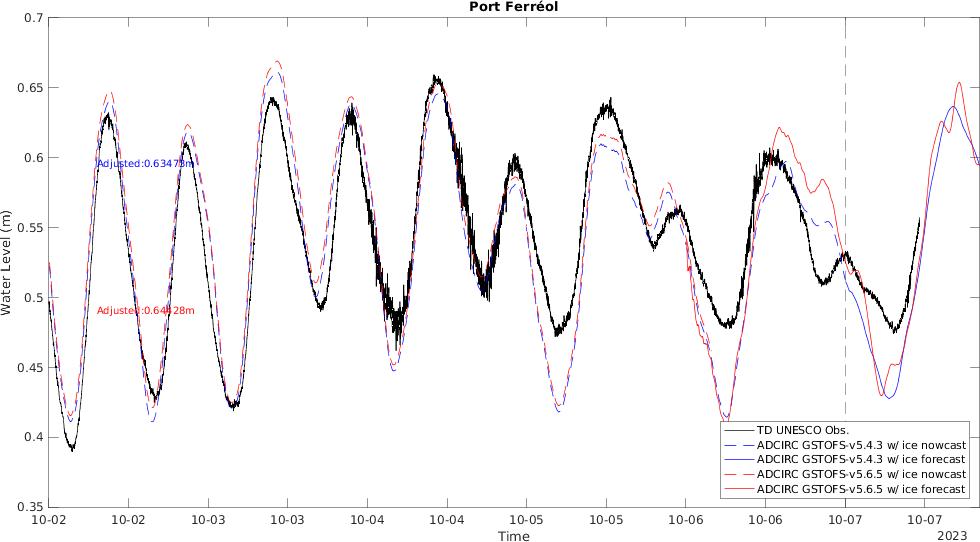 Port Ferréol
0.7
0.65
0.6
0.55
0.5
0.45
0.4
0.35
Water Level (m)
Adjusted:0.63473m
Adjusted:0.64428m
TD UNESCO Obs.
ADCIRC GSTOFS-v5.4.3 w/ ice nowcast
ADCIRC GSTOFS-v5.4.3 w/ ice forecast
ADCIRC GSTOFS-v5.6.5 w/ ice nowcast
ADCIRC GSTOFS-v5.6.5 w/ ice forecast
10-02 10-02 10-03 10-03 10-04 10-04 10-05 10-05 10-06 10-06 10-07 10-07
Time
2023